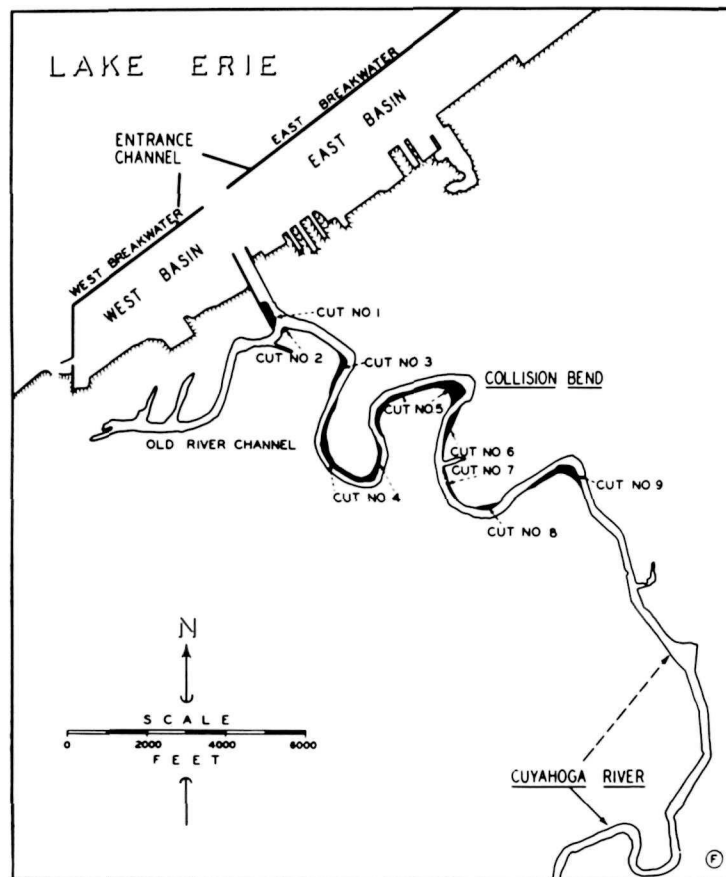 LAKE ERIE
ENTRANCE
CHANNEL
EAST BREAKWATER
EAST BASIN
WEST BREAKWATER
WEST BASIN
CUT NO 1
CUT NO 2
CUT NO 3
COLLISION BEND
CUT NO 5
OLD RIVER CHANNEL
CUT NO 6
CUT NO 7
CUT NO 4
CUT NO 9
CUT NO 8
N
SCALE
0 2000 4000 6000
FEET
CUYAHOGA RIVER
F